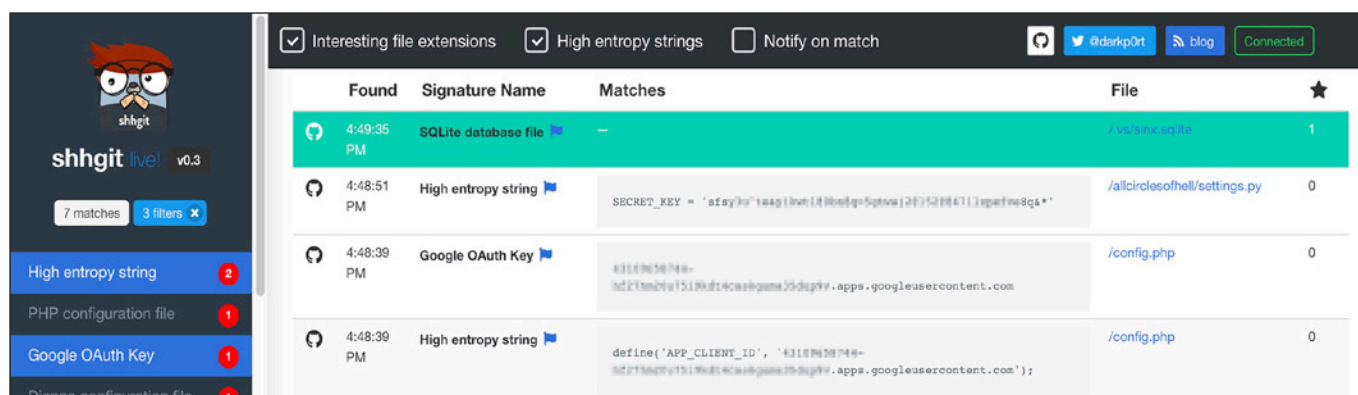 Interesting file extensions High entropy strings Notify on match @darkp0rt blog Connected
shhgit
shhgit live! v0.3
7 matches 3 filters ×
High entropy string 2
PHP configuration file 1
Google OAuth Key 1
Django configuration file
Found Signature Name Matches File
4:49:35 PM SQLite database file — /.vs/slnx.sqlite 1
4:48:51 PM High entropy string /allcirclesofhell/settings.py 0
SECRET_KEY =
4:48:39 PM Google OAuth Key /config.php 0
.apps.googleusercontent.com
4:48:39 PM High entropy string /config.php 0
define('APP_CLIENT_ID', '
.apps.googleusercontent.com');